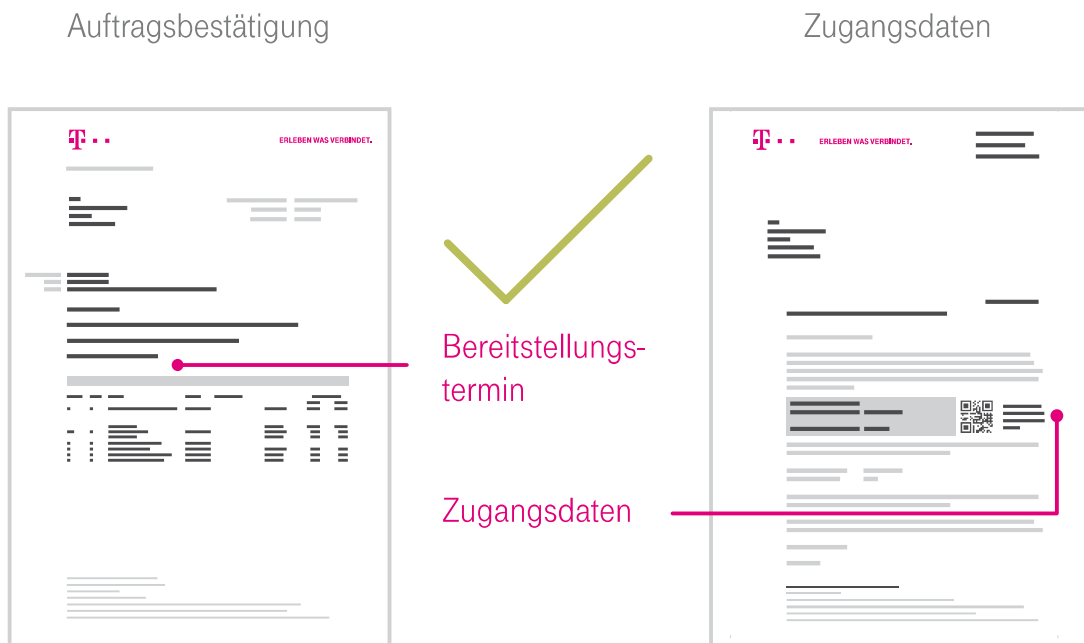 Auftragsbestätigung
Zugangsdaten
T
ERLEBEN WAS VERBINDET.
T
ERLEBEN WAS VERBINDET.
Bereitstellungs-
termin
Zugangsdaten